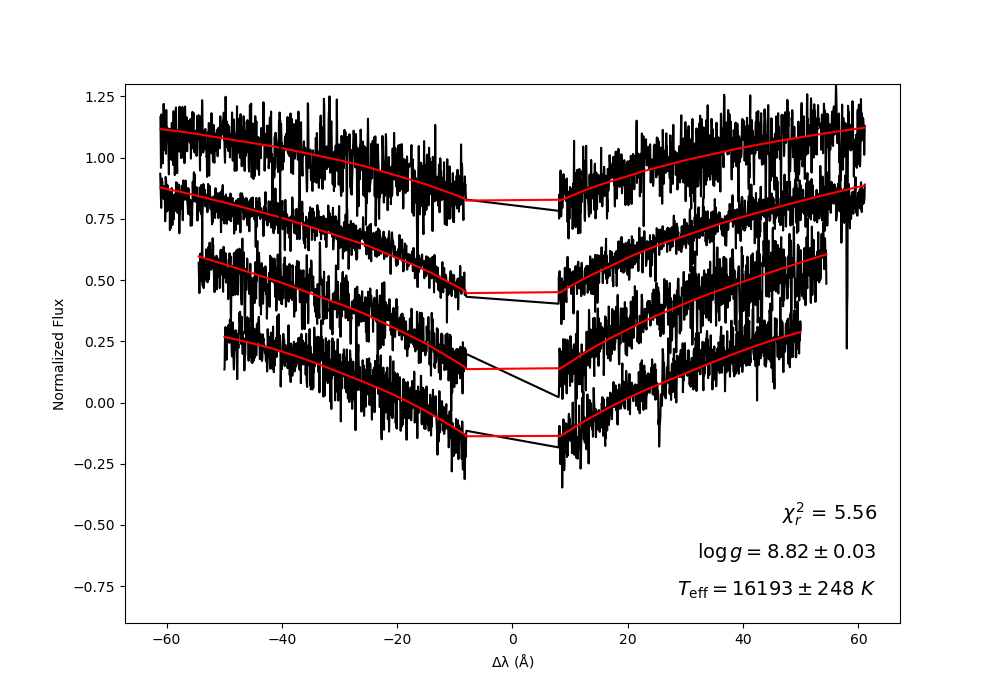 1.25
1.00
0.75
0.50
0.25
0.00
−0.25
−0.50
−0.75
Normalized Flux
χ²ᵣ = 5.56
log g = 8.82 ± 0.03
T_eff = 16193 ± 248 K
−60 −40 −20 0 20 40 60
Δλ (Å)